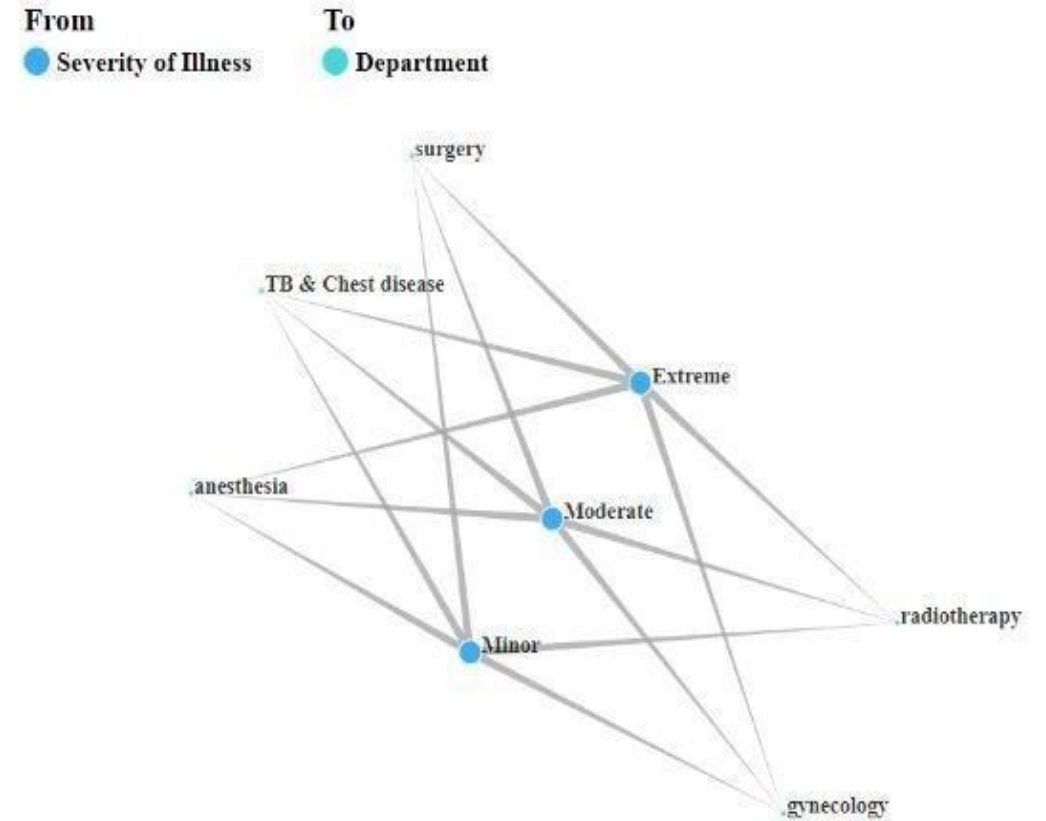 From To
Severity of Illness Department
surgery
TB & Chest disease
Extreme
anesthesia
Moderate
radiotherapy
Minor
gynecology